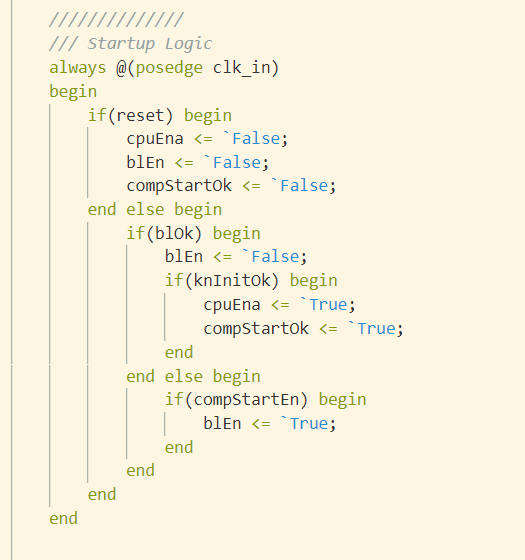 //////////////
/// Startup Logic
always @(posedge clk_in)
begin
    if(reset) begin
        cpuEna <= `False;
        blEn <= `False;
        compStartOk <= `False;
    end else begin
        if(blOk) begin
            blEn <= `False;
            if(knInitOk) begin
                cpuEna <= `True;
                compStartOk <= `True;
            end
        end else begin
            if(compStartEn) begin
                blEn <= `True;
            end
        end
    end
end